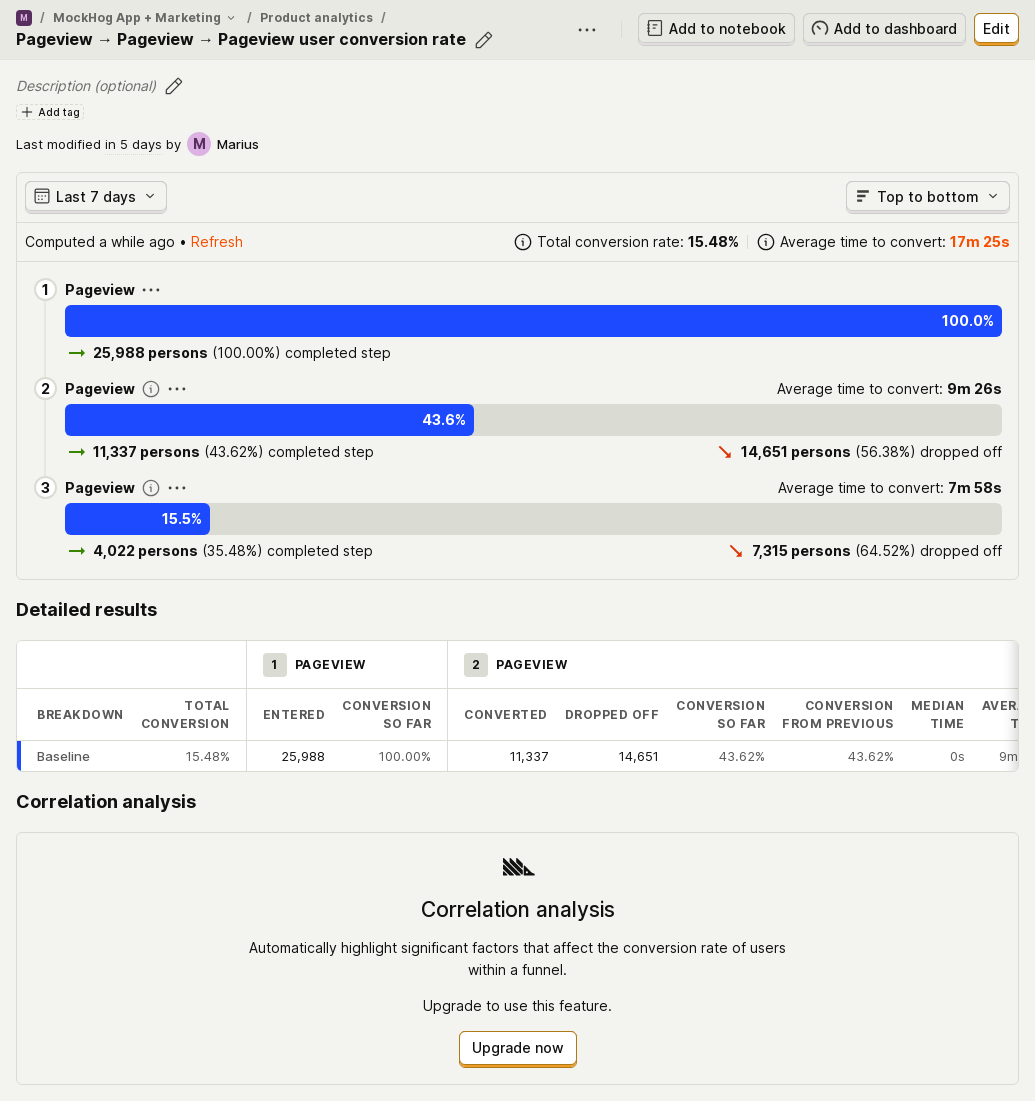 M / MockHog App + Marketing / Product analytics /
Pageview → Pageview → Pageview user conversion rate
Add to notebook
Add to dashboard
Edit
Description (optional)
Add tag
Last modified in 5 days by M Marius
Last 7 days
Top to bottom
Computed a while ago • Refresh
Total conversion rate: 15.48%
Average time to convert: 17m 25s
1 Pageview
100.0%
25,988 persons (100.00%) completed step
2 Pageview
Average time to convert: 9m 26s
43.6%
11,337 persons (43.62%) completed step
14,651 persons (56.38%) dropped off
3 Pageview
Average time to convert: 7m 58s
15.5%
4,022 persons (35.48%) completed step
7,315 persons (64.52%) dropped off
Detailed results
1 PAGEVIEW
2 PAGEVIEW
BREAKDOWN
TOTAL
CONVERSION
ENTERED
CONVERSION
SO FAR
CONVERTED
DROPPED OFF
CONVERSION
SO FAR
CONVERSION
FROM PREVIOUS
MEDIAN
TIME
AVERA
T
Baseline 15.48% 25,988 100.00% 11,337 14,651 43.62% 43.62% 0s 9m
Correlation analysis
Correlation analysis
Automatically highlight significant factors that affect the conversion rate of users
within a funnel.
Upgrade to use this feature.
Upgrade now